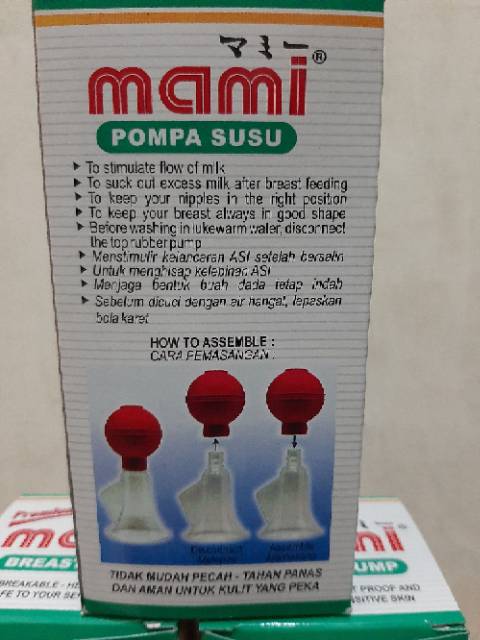 マミー
mami®
POMPA SUSU
To stimulate flow of milk
To suck out excess milk after breast feeding
To keep your nipples in the right position
To keep your breast always in good shape
Before washing in lukewarm water, disconnect
the top rubber pump
Menstimulir kelancaran ASI setelah bersalin
Untuk menghisap kelebihan ASI
Menjaga bentuk buah dada tetap indah
Sebelum dicuci dengan air hangat, lepaskan
bola karet
HOW TO ASSEMBLE :
CARA PEMASANGAN :
Disconnect
Assemble
TIDAK MUDAH PECAH - TAHAN PANAS
DAN AMAN UNTUK KULIT YANG PEKA
Premium
mami
BREAST
BREAKABLE - HE
FE TO YOUR SE
mami
PUMP
PROOF AND
NSITIVE SKIN